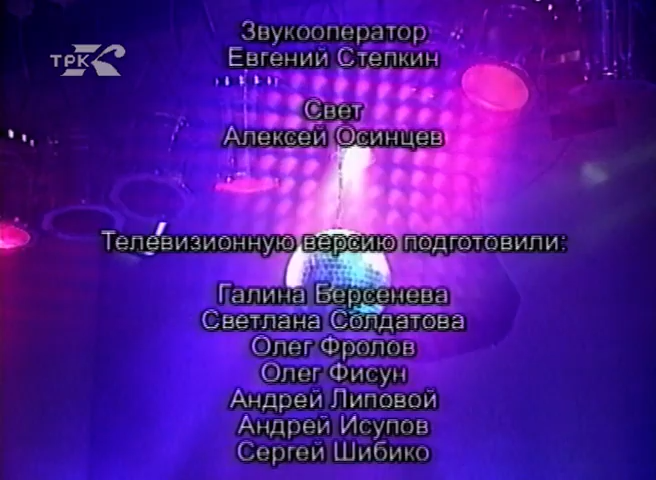 Звукооператор
ТРК
Евгений Степкин
Свет
Алексей Осинцев
Телевизионную версию подготовили:
Галина Берсенева
Светлана Солдатова
Олег Фролов
Олег Фисун
Андрей Липовой
Андрей Исупов
Сергей Шибико